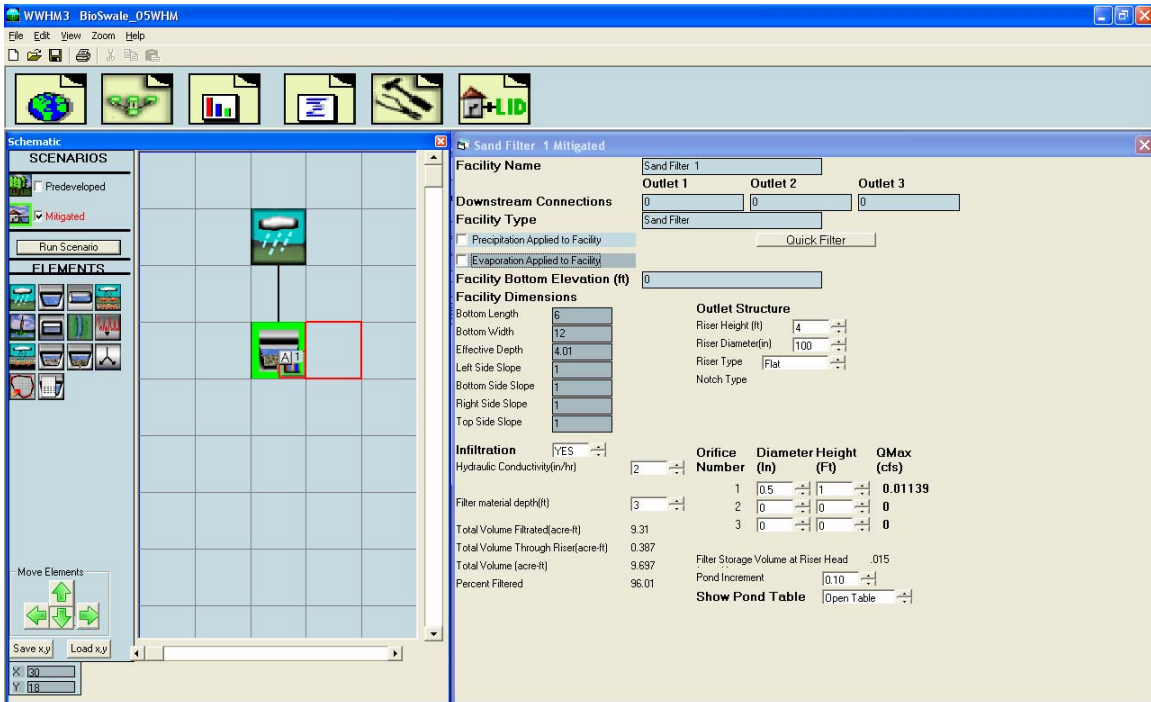 WWHM3 BioSwale_05WHM
File Edit View Zoom Help
+LID
Schematic
SCENARIOS
Predeveloped
Mitigated
Run Scenario
ELEMENTS
A 1
Move Elements
Save x,y Load x,y
X 30
Y 18
Sand Filter 1 Mitigated
Facility Name Sand Filter 1
Outlet 1 Outlet 2 Outlet 3
Downstream Connections 0 0 0
Facility Type Sand Filter
Precipitation Applied to Facility Quick Filter
Evaporation Applied to Facility
Facility Bottom Elevation (ft) 0
Facility Dimensions
Bottom Length 6
Bottom Width 12
Effective Depth 4.01
Left Side Slope 1
Bottom Side Slope 1
Right Side Slope 1
Top Side Slope 1
Outlet Structure
Riser Height (ft) 4
Riser Diameter(in) 100
Riser Type Flat
Notch Type
Infiltration YES
Hydraulic Conductivity(in/hr) 2
Filter material depth(ft) 3
Total Volume Filtrated(acre-ft) 9.31
Total Volume Through Riser(acre-ft) 0.387
Total Volume (acre-ft) 9.697
Percent Filtered 96.01
Orifice Diameter Height QMax
Number (In) (Ft) (cfs)
1 0.5 1 0.01139
2 0 0 0
3 0 0 0
Filter Storage Volume at Riser Head .015
Pond Increment 0.10
Show Pond Table Open Table